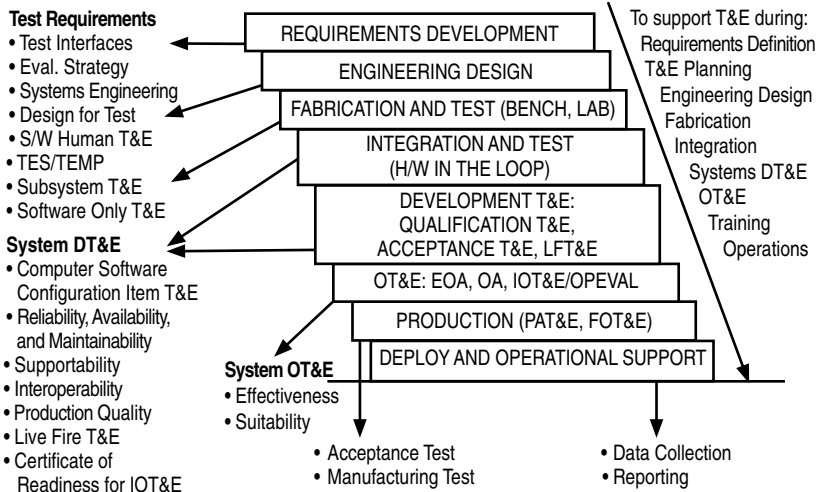 Test Requirements
• Test Interfaces
• Eval. Strategy
• Systems Engineering
• Design for Test
• S/W Human T&E
• TES/TEMP
• Subsystem T&E
• Software Only T&E
System DT&E
• Computer Software
Configuration Item T&E
• Reliability, Availability,
and Maintainability
• Supportability
• Interoperability
• Production Quality
• Live Fire T&E
• Certificate of
Readiness for IOT&E
REQUIREMENTS DEVELOPMENT
ENGINEERING DESIGN
FABRICATION AND TEST (BENCH, LAB)
INTEGRATION AND TEST
(H/W IN THE LOOP)
DEVELOPMENT T&E:
QUALIFICATION T&E,
ACCEPTANCE T&E, LFT&E
OT&E: EOA, OA, IOT&E/OPEVAL
PRODUCTION (PAT&E, FOT&E)
DEPLOY AND OPERATIONAL SUPPORT
System OT&E
• Effectiveness
• Suitability
• Acceptance Test
• Manufacturing Test
• Data Collection
• Reporting
To support T&E during:
Requirements Definition
T&E Planning
Engineering Design
Fabrication
Integration
Systems DT&E
OT&E
Training
Operations